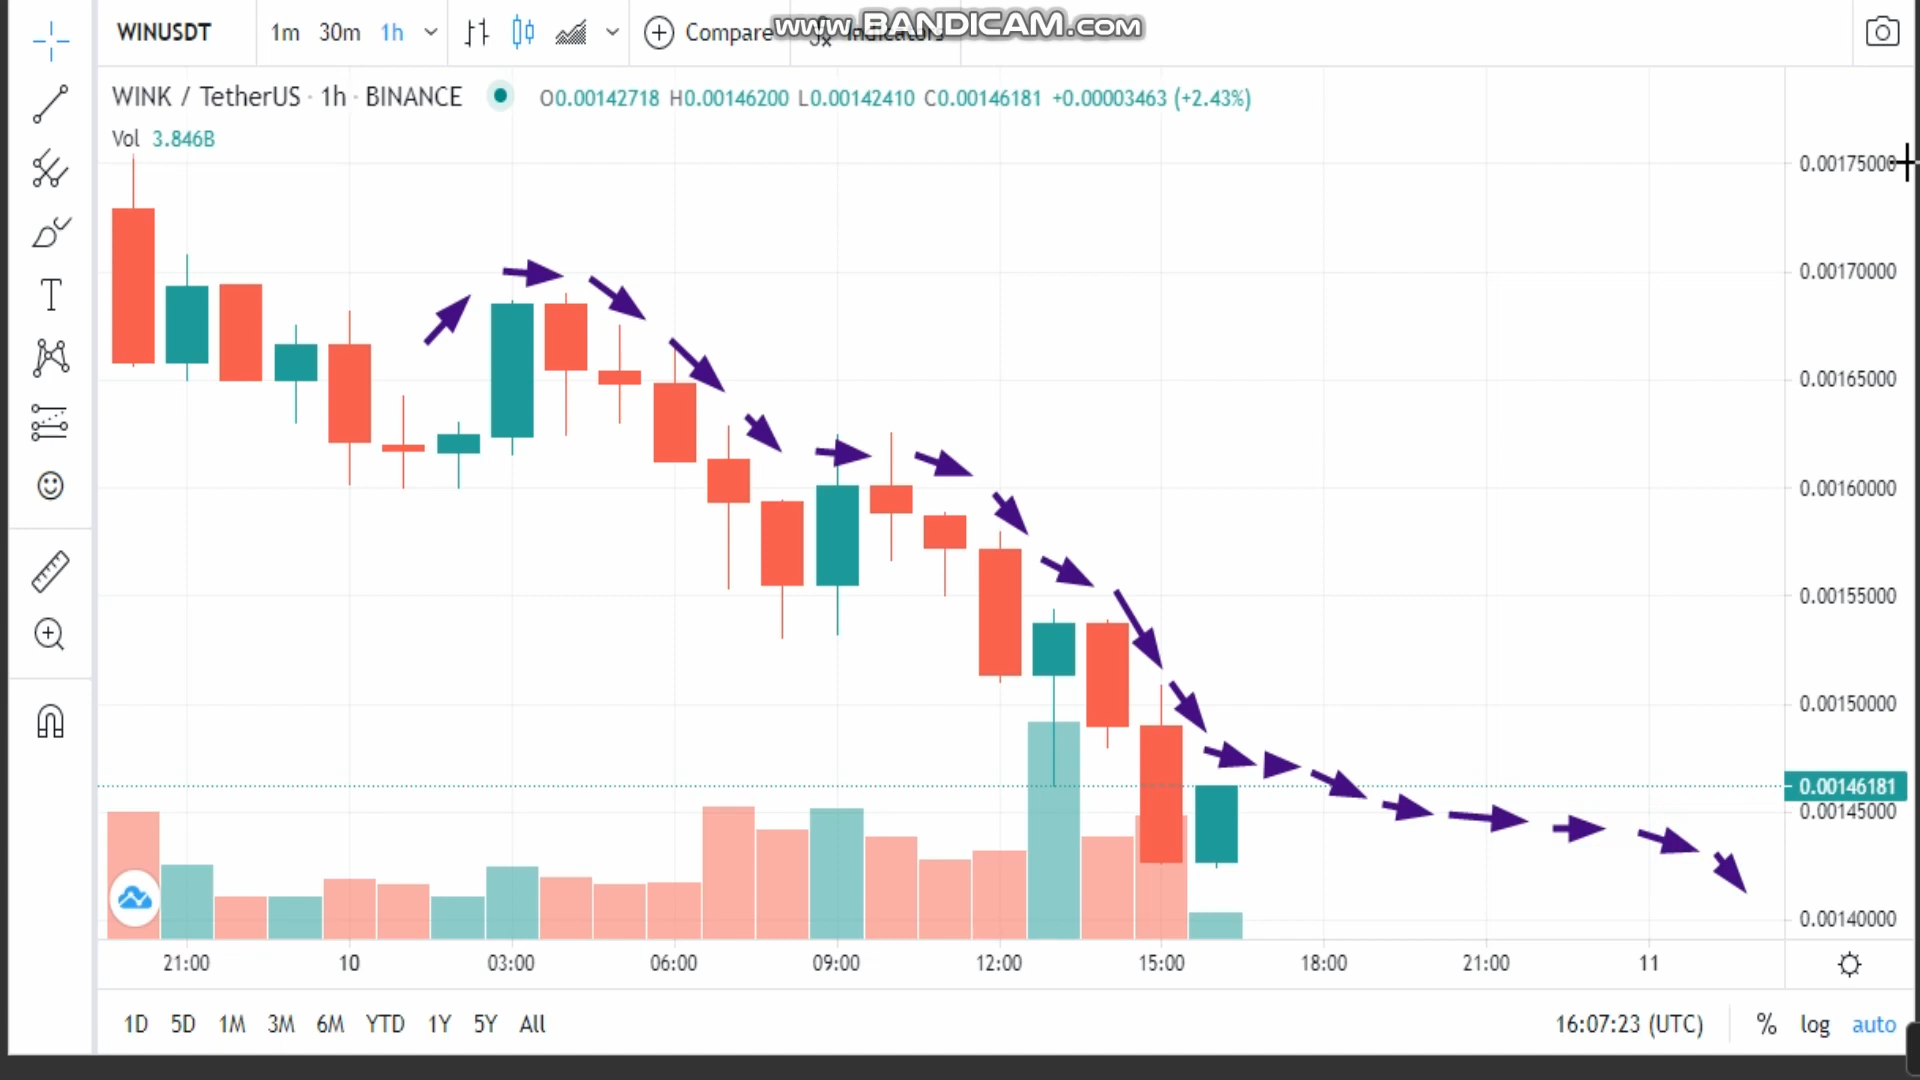 WINUSDT 1m 30m 1h Compare Indicators
www.BANDICAM.com
WINK / TetherUS · 1h · BINANCE O0.00142718 H0.00146200 L0.00142410 C0.00146181 +0.00003463 (+2.43%)
Vol 3.846B
0.00175000
0.00170000
0.00165000
0.00160000
0.00155000
0.00150000
0.00146181
0.00145000
0.00140000
21:00 10 03:00 06:00 09:00 12:00 15:00 18:00 21:00 11
1D 5D 1M 3M 6M YTD 1Y 5Y All 16:07:23 (UTC) % log auto